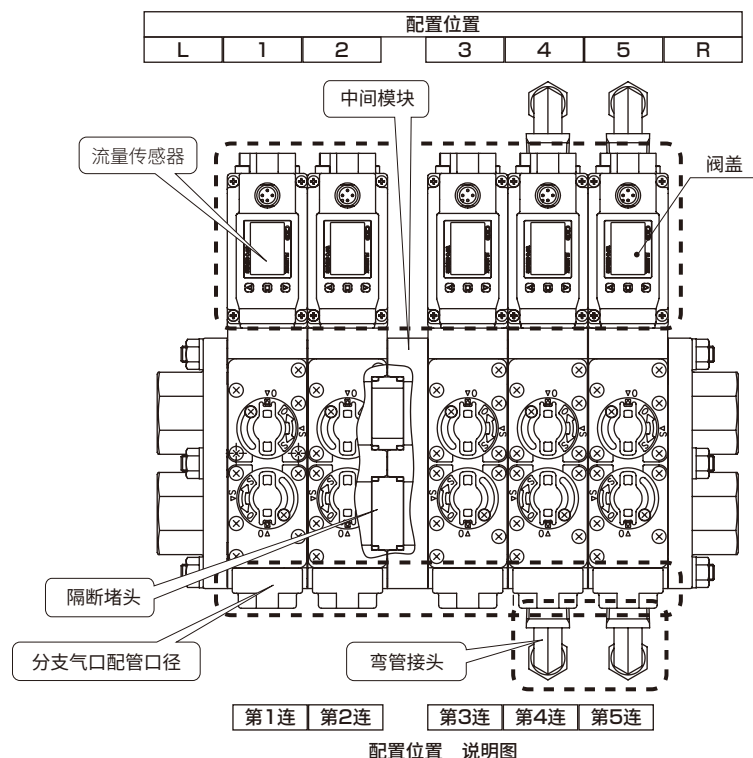 配置位置
L 1 2 3 4 5 R
中间模块
流量传感器
阀盖
隔断堵头
分支气口配管口径
弯管接头
第1连 第2连 第3连 第4连 第5连
配置位置 说明图